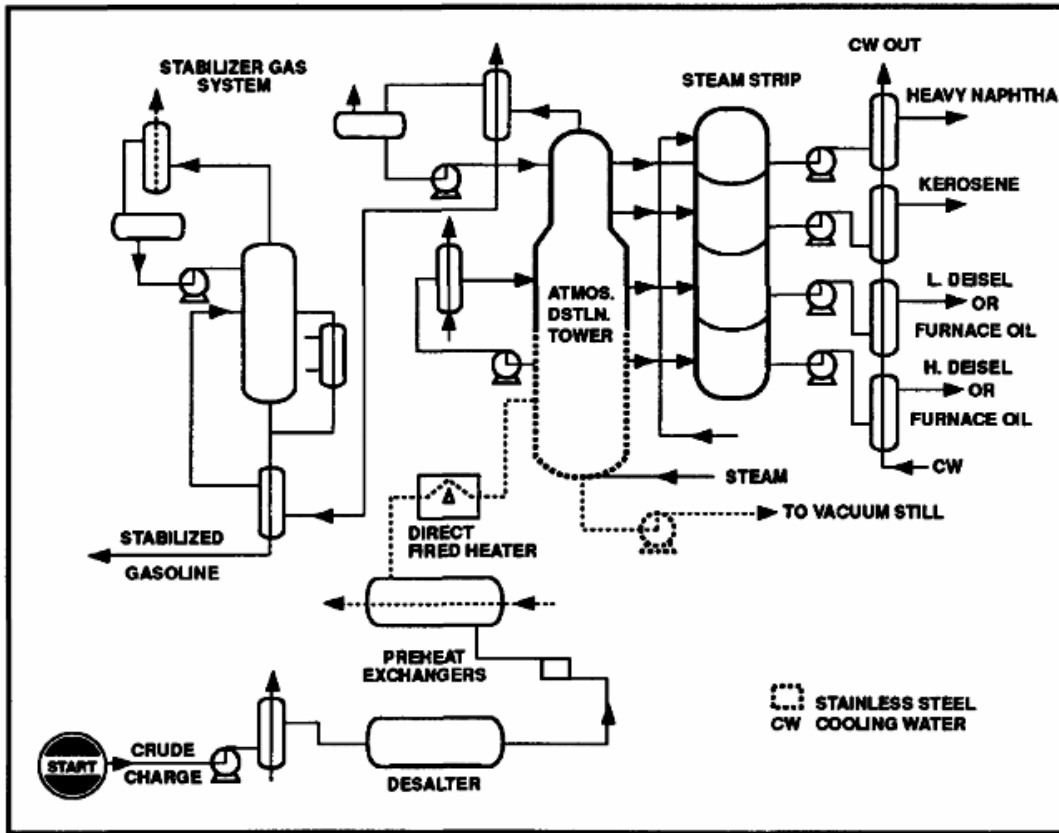 STABILIZER GAS
SYSTEM
STEAM STRIP
CW OUT
HEAVY NAPHTHA
KEROSENE
L. DEISEL
OR
FURNACE OIL
H. DEISEL
OR
FURNACE OIL
CW
ATMOS.
DSTLN.
TOWER
STEAM
TO VACUUM STILL
DIRECT
FIRED HEATER
STABILIZED
GASOLINE
PREHEAT
EXCHANGERS
STAINLESS STEEL
CW COOLING WATER
START
CRUDE
CHARGE
DESALTER